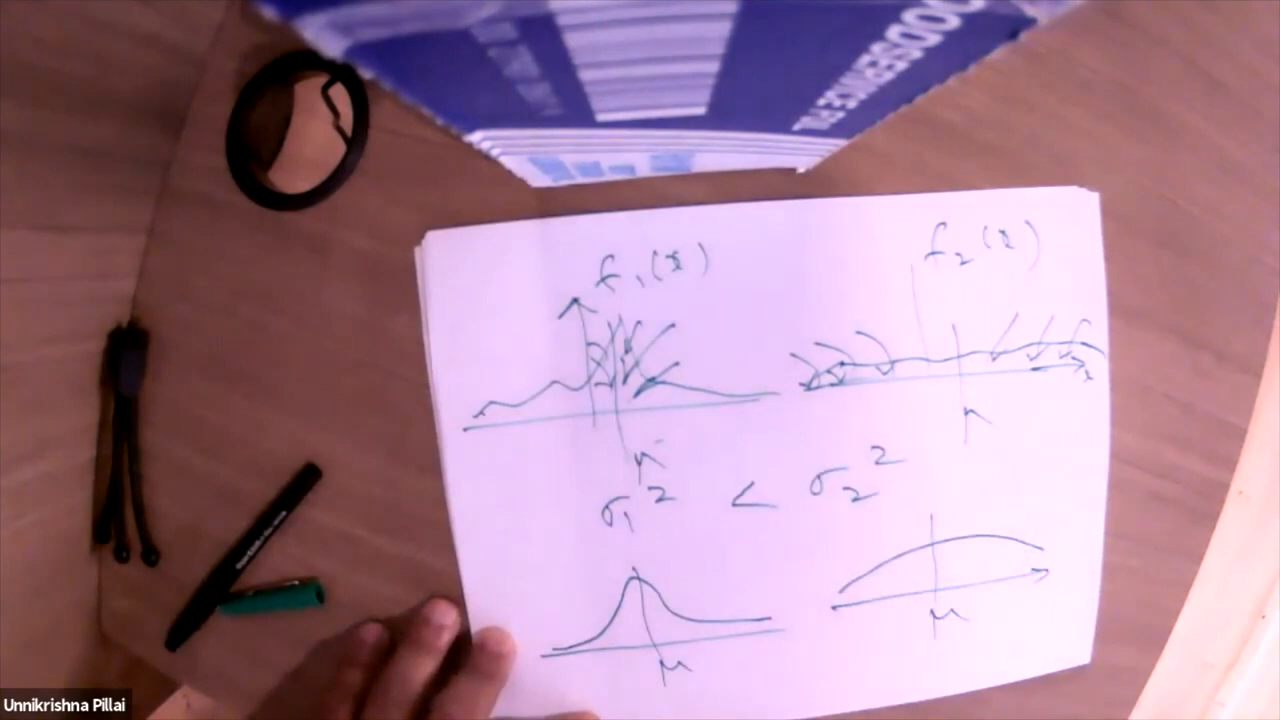 f₁(x)
f₂(x)
x
μ
μ
σ₁² < σ₂²
μ
μ
Unnikrishna Pillai